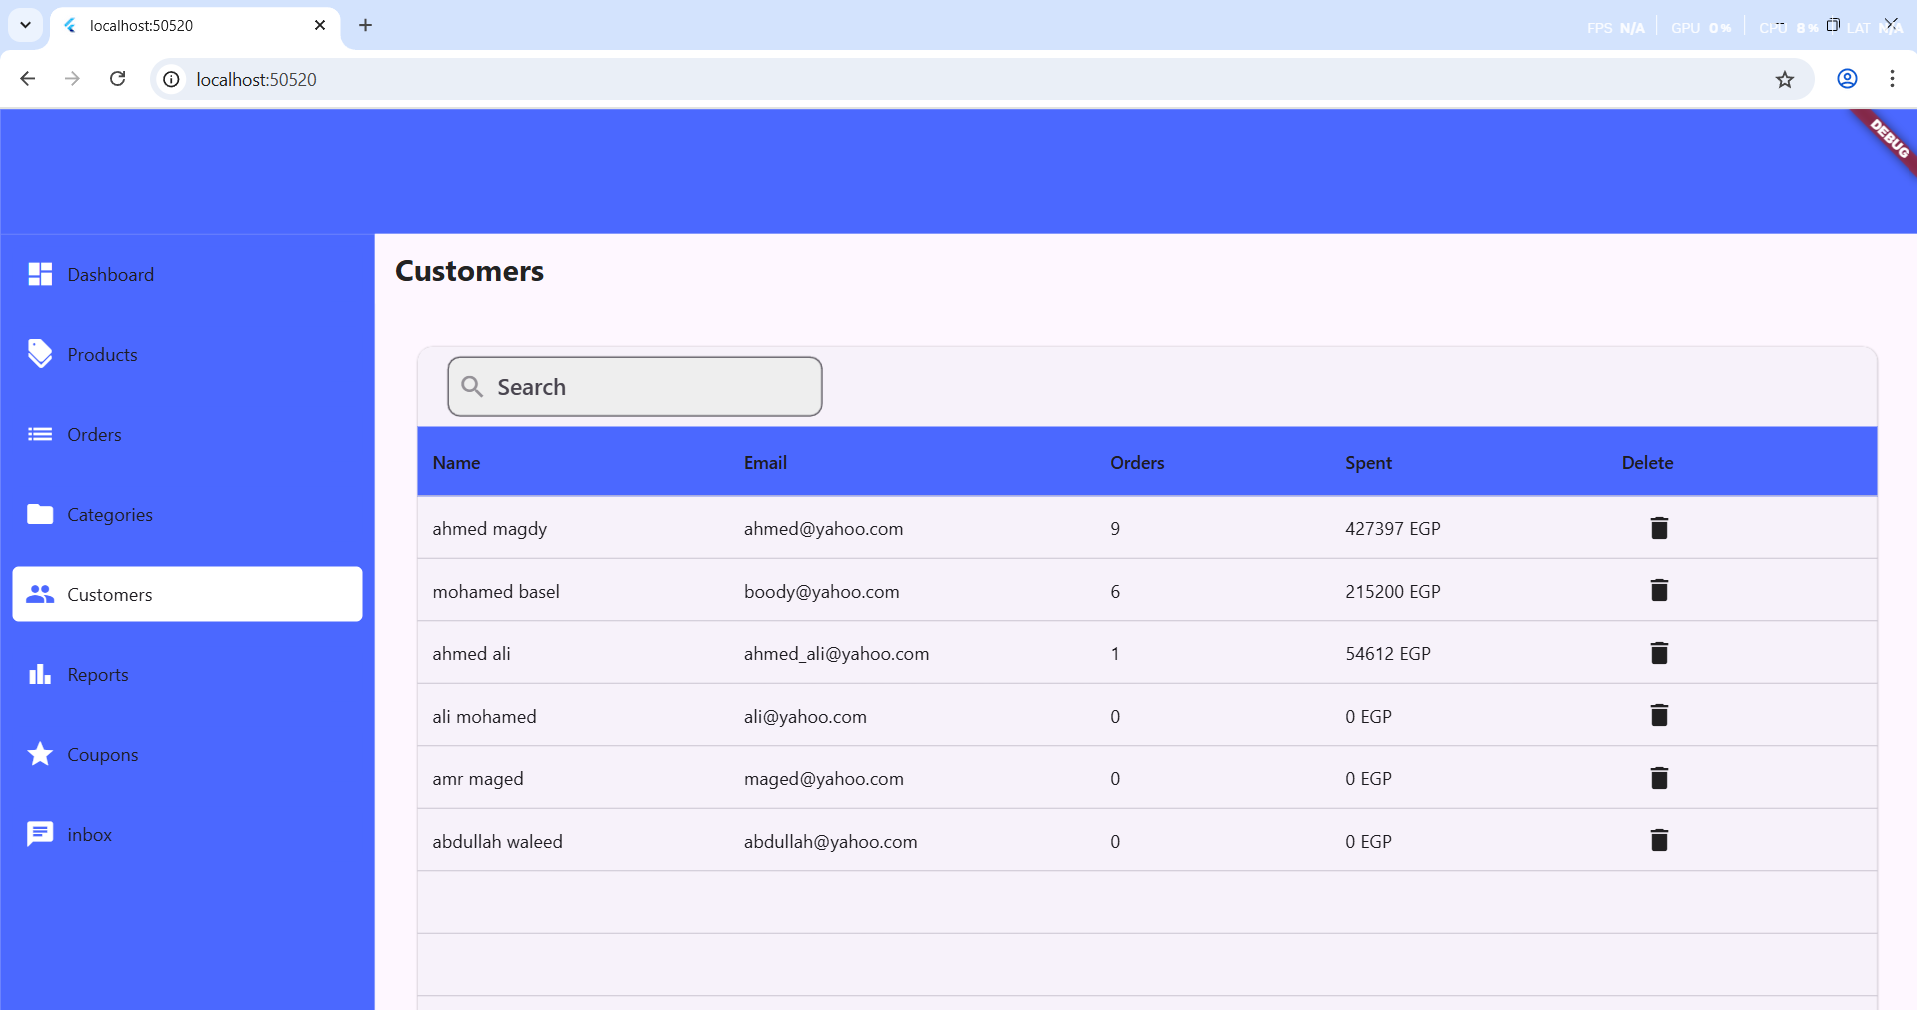 localhost:50520
FPS N/A GPU 0% CPU 8% LAT N/A
localhost:50520
DEBUG
Dashboard
Products
Orders
Categories
Customers
Reports
Coupons
inbox
Customers
Search
Name Email Orders Spent Delete
ahmed magdy ahmed@yahoo.com 9 427397 EGP
mohamed basel boody@yahoo.com 6 215200 EGP
ahmed ali ahmed_ali@yahoo.com 1 54612 EGP
ali mohamed ali@yahoo.com 0 0 EGP
amr maged maged@yahoo.com 0 0 EGP
abdullah waleed abdullah@yahoo.com 0 0 EGP